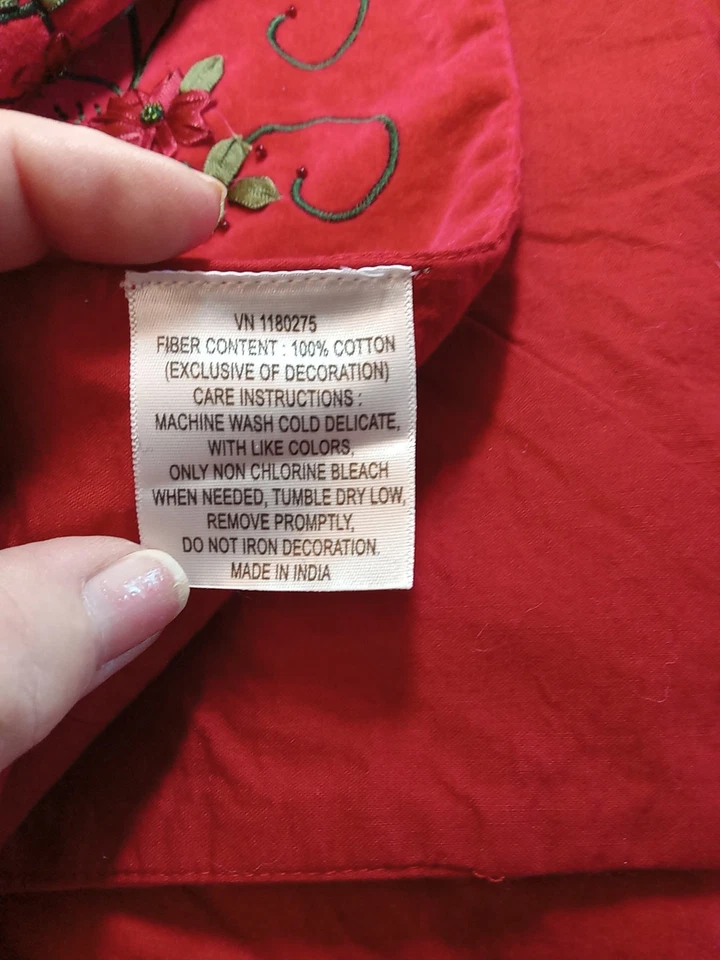 VN 1180275
FIBER CONTENT : 100% COTTON
(EXCLUSIVE OF DECORATION)
CARE INSTRUCTIONS :
MACHINE WASH COLD DELICATE,
WITH LIKE COLORS,
ONLY NON CHLORINE BLEACH
WHEN NEEDED, TUMBLE DRY LOW,
REMOVE PROMPTLY,
DO NOT IRON DECORATION.
MADE IN INDIA